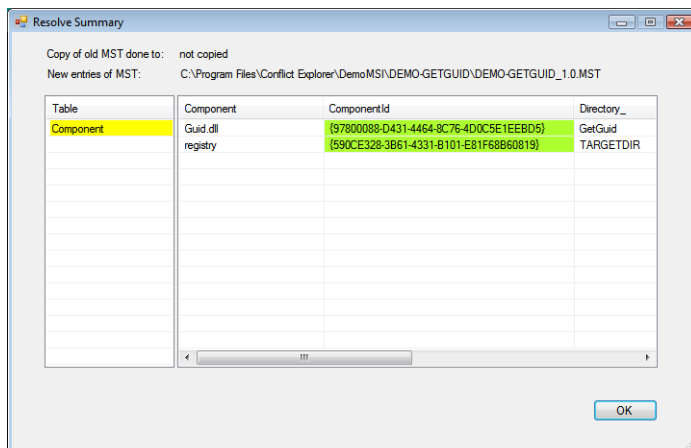 Resolve Summary
Copy of old MST done to: not copied
New entries of MST: C:\Program Files\Conflict Explorer\DemoMSI\DEMO-GETGUID\DEMO-GETGUID_1.0.MST
Table Component ComponentId Directory_
Component Guid.dll {97800088-D431-4464-8C76-4D0C5E1EEBD5} GetGuid
registry {590CE328-3B61-4331-B101-E81F68B60819} TARGETDIR
OK